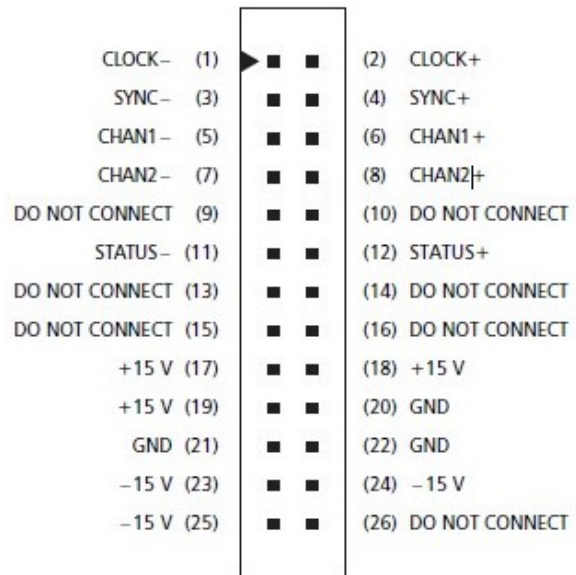 CLOCK– (1) (2) CLOCK+
SYNC– (3) (4) SYNC+
CHAN1– (5) (6) CHAN1+
CHAN2– (7) (8) CHAN2+
DO NOT CONNECT (9) (10) DO NOT CONNECT
STATUS– (11) (12) STATUS+
DO NOT CONNECT (13) (14) DO NOT CONNECT
DO NOT CONNECT (15) (16) DO NOT CONNECT
+15 V (17) (18) +15 V
+15 V (19) (20) GND
GND (21) (22) GND
–15 V (23) (24) –15 V
–15 V (25) (26) DO NOT CONNECT